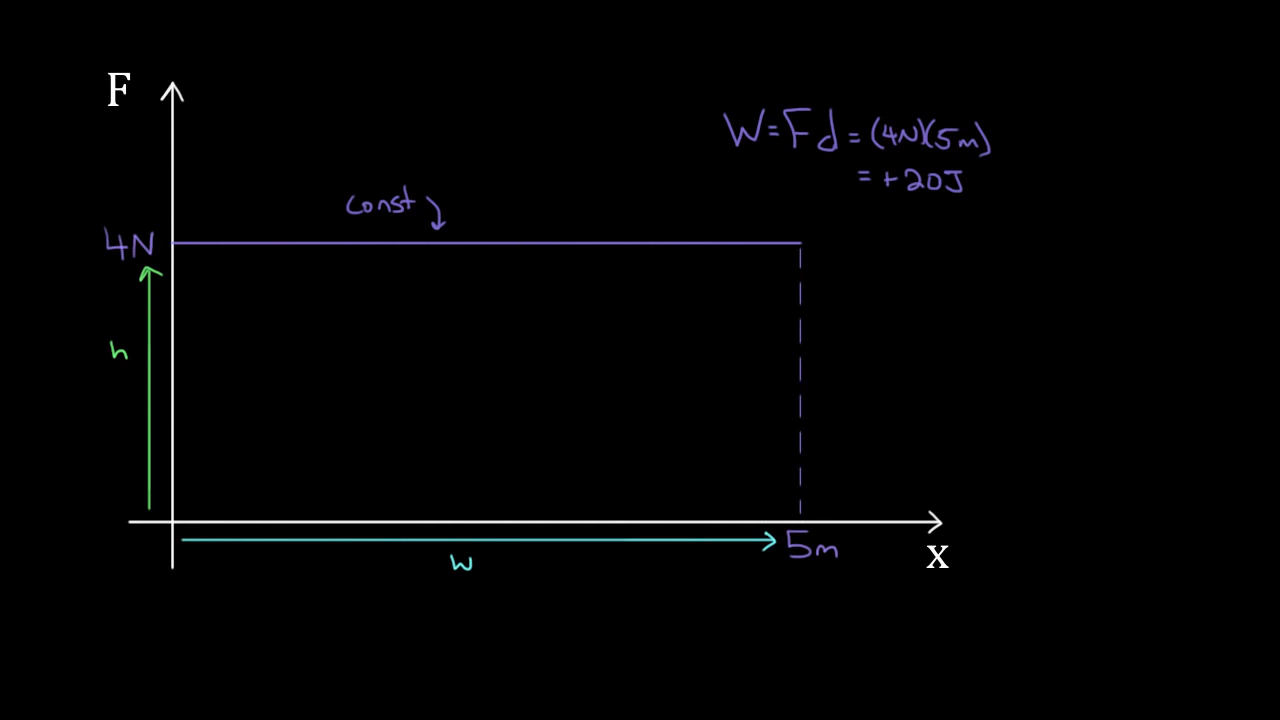 F
W=Fd=(4N)(5m)
=+20J
const
4N
h
5m
w
x